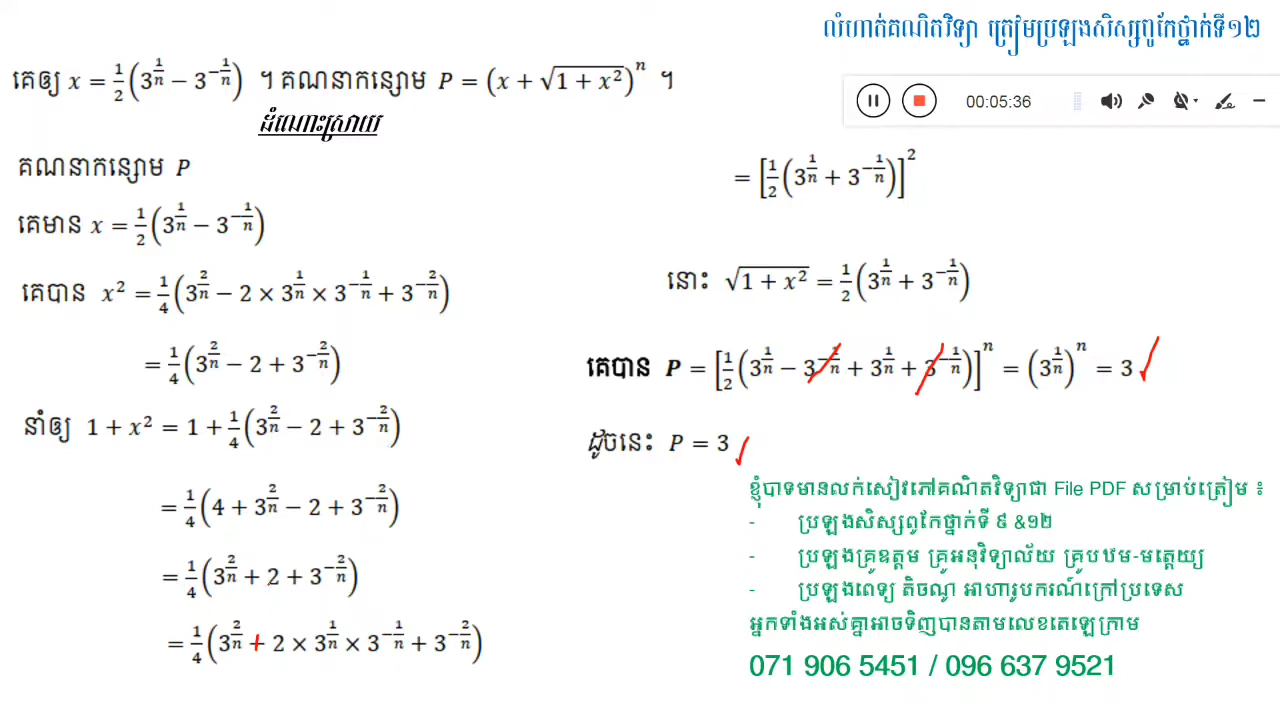 លំហាត់គណិតវិទ្យា ត្រៀមប្រឡងសិស្សពូកែថ្នាក់ទី១២
គេឲ្យ x = 1/2(3^(1/n) − 3^(−1/n)) ។ គណនាកន្សោម P = (x + √(1 + x²))^n ។
ដំណោះស្រាយ
គណនាកន្សោម P
គេមាន x = 1/2(3^(1/n) − 3^(−1/n))
គេបាន x² = 1/4(3^(2/n) − 2 × 3^(1/n) × 3^(−1/n) + 3^(−2/n))
= 1/4(3^(2/n) − 2 + 3^(−2/n))
នាំឲ្យ 1 + x² = 1 + 1/4(3^(2/n) − 2 + 3^(−2/n))
= 1/4(4 + 3^(2/n) − 2 + 3^(−2/n))
= 1/4(3^(2/n) + 2 + 3^(−2/n))
= 1/4(3^(2/n) + 2 × 3^(1/n) × 3^(−1/n) + 3^(−2/n))
00:05:36
= [1/2(3^(1/n) + 3^(−1/n))]²
នោះ √(1 + x²) = 1/2(3^(1/n) + 3^(−1/n))
គេបាន P = [1/2(3^(1/n) − 3^(−1/n) + 3^(1/n) + 3^(−1/n))]^n = (3^(1/n))^n = 3
ដូចនេះ P = 3
ខ្ញុំបាទមានលក់សៀវភៅគណិតវិទ្យាជា File PDF សម្រាប់ត្រៀម ៖
- ប្រឡងសិស្សពូកែថ្នាក់ទី ៩ &១២
- ប្រឡងគ្រូឧត្តម គ្រូអនុវិទ្យាល័យ គ្រូបឋម-មត្តេយ្យ
- ប្រឡងពេទ្យ តិចណូ អាហារូបករណ៍ក្រៅប្រទេស
អ្នកទាំងអស់គ្នាអាចទិញបានតាមលេខតេឡេក្រាម
071 906 5451 / 096 637 9521